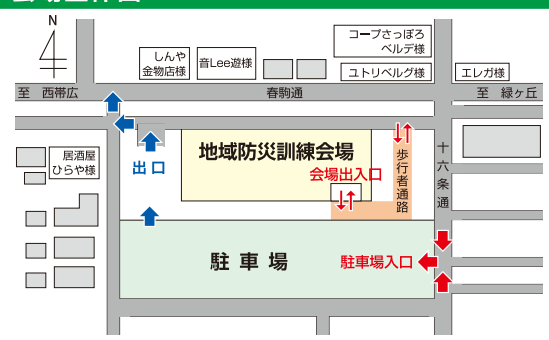 N
しんや
金物店様
音Lee遊様
コープさっぽろ
ベルデ様
ユトリベルグ様
エレガ様
至 西帯広
春駒通
至 緑ヶ丘
居酒屋
ひらや様
出口
地域防災訓練会場
会場出入口
歩行者通路
十六条通
駐車場
駐車場入口